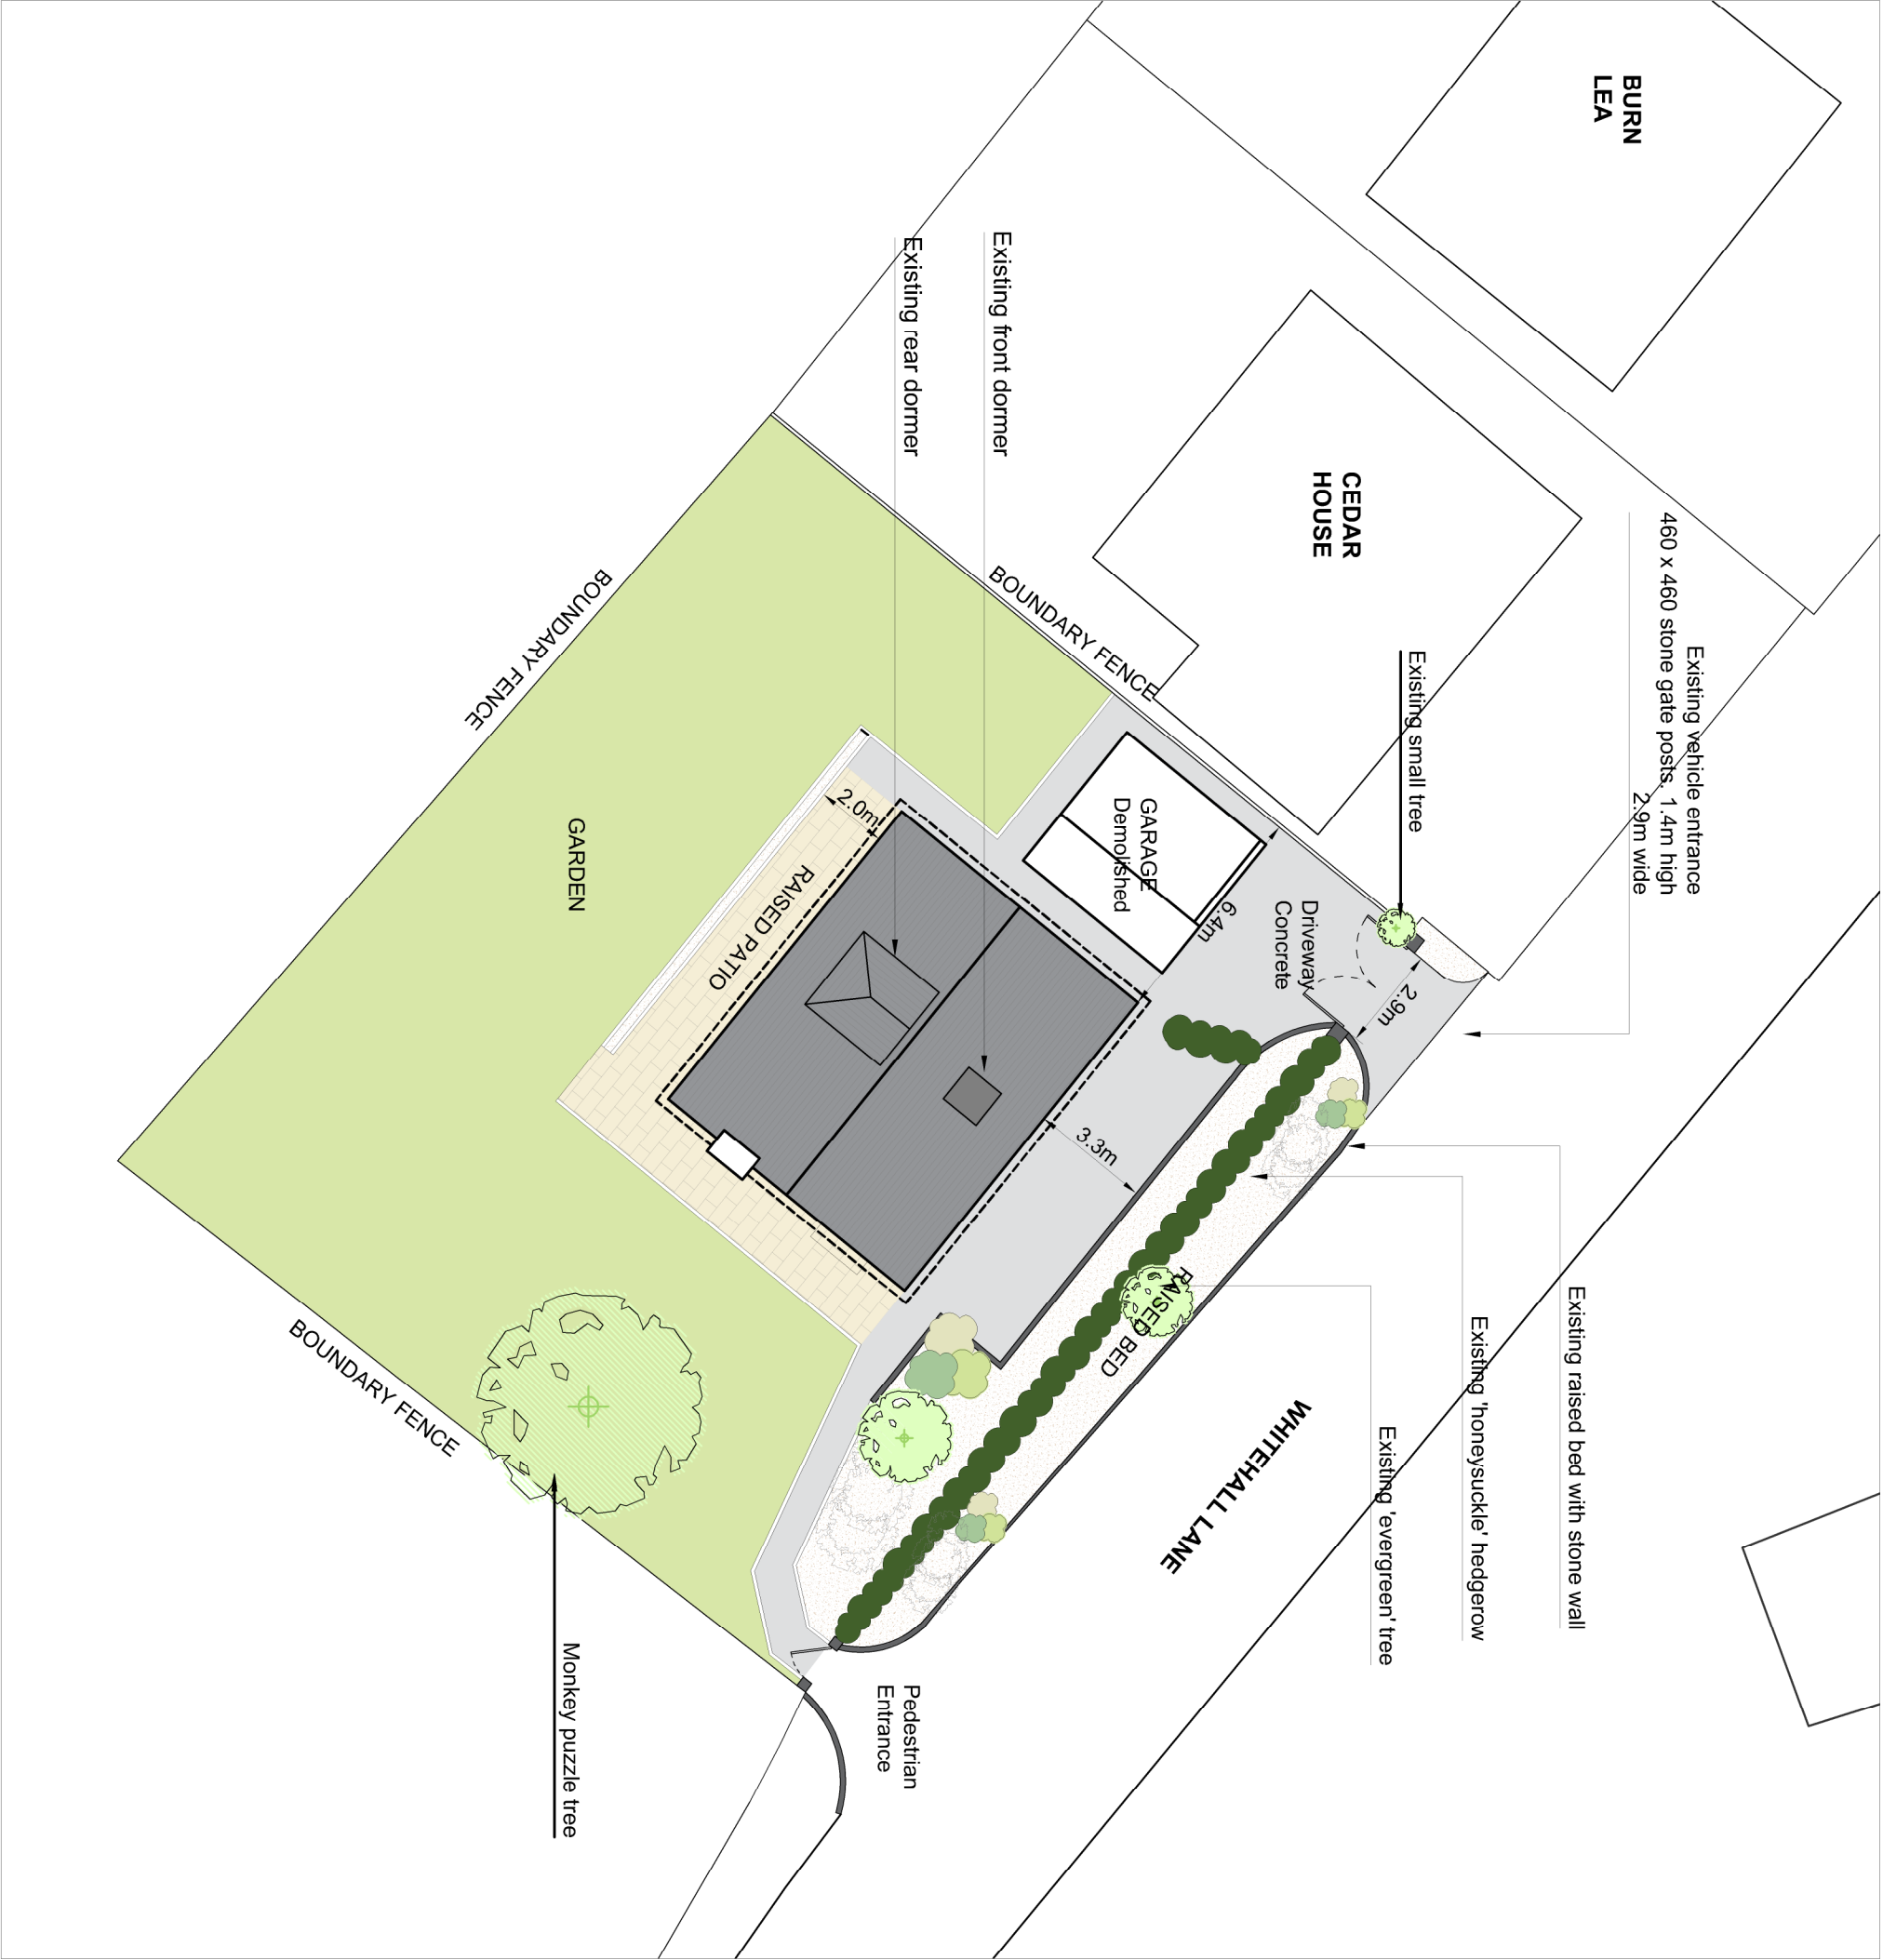 BURN
LEA
CEDAR
HOUSE
Existing vehicle entrance
460 x 460 stone gate posts. 1.4m high
2.9m wide
Existing small tree
Existing front dormer
Existing rear dormer
BOUNDARY FENCE
BOUNDARY FENCE
GARAGE
Demolished
6.4m
Driveway
Concrete
2.9m
2.0m
RAISED PATIO
GARDEN
3.3m
RAISED BED
WHITEHALL LANE
Existing raised bed with stone wall
Existing 'honeysuckle' hedgerow
Existing 'evergreen' tree
BOUNDARY FENCE
Monkey puzzle tree
Pedestrian
Entrance